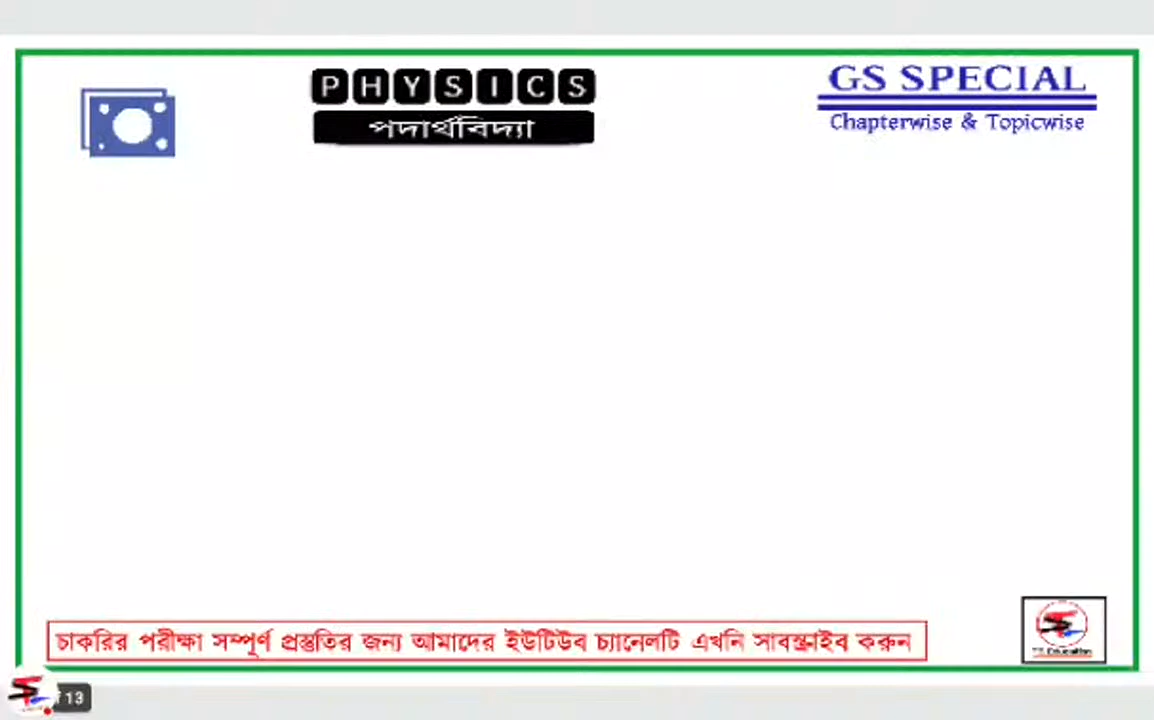 PHYSICS
পদার্থবিদ্যা
GS SPECIAL
Chapterwise & Topicwise
চাকরির পরীক্ষা সম্পূর্ণ প্রস্তুতির জন্য আমাদের ইউটিউব চ্যানেলটি এখনি সাবস্ক্রাইব করুন
Education
13